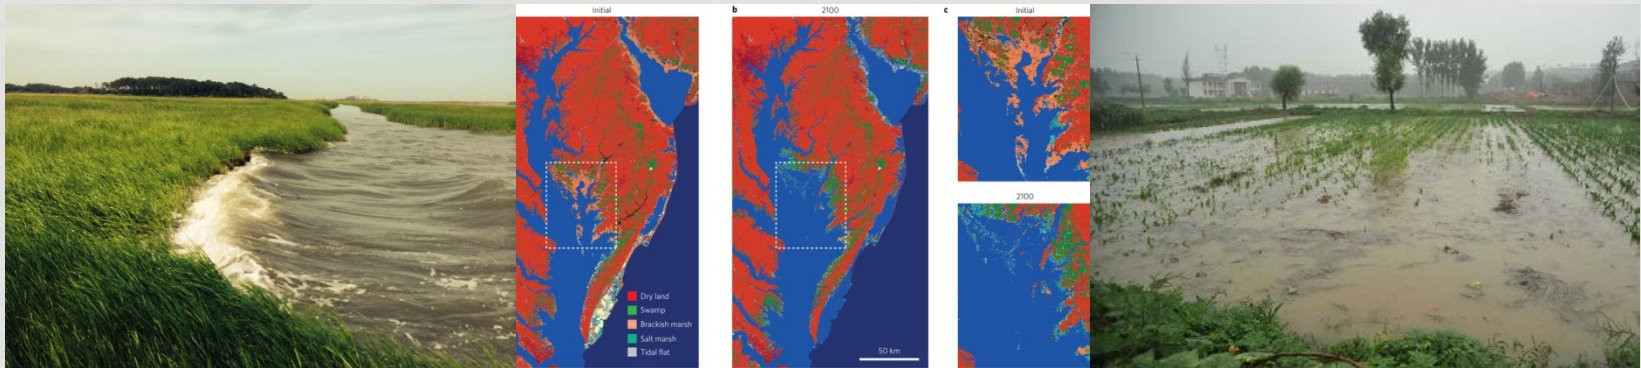 Initial
Dry land
Swamp
Brackish marsh
Salt marsh
Tidal flat
b
2100
50 km
c
Initial
2100